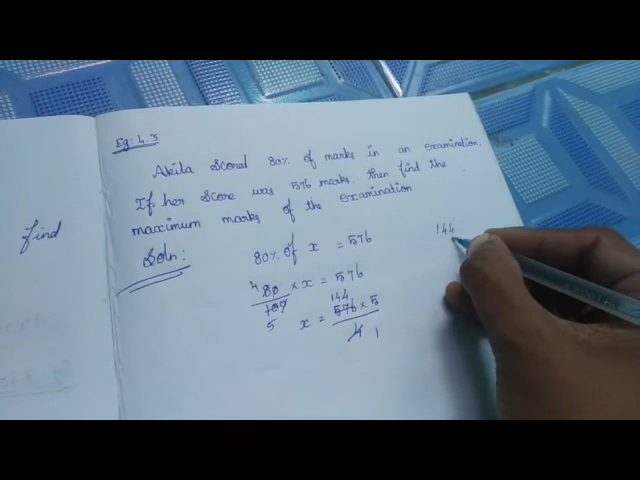 Eg: 4.3
Akila scored 80% of marks in an examination.
If her score was 576 marks. then find the
maximum marks of the examination
find
Soln:
80% of x = 576
144
4 80/100 × x = 576
5
144
x = 576 × 5
4 1